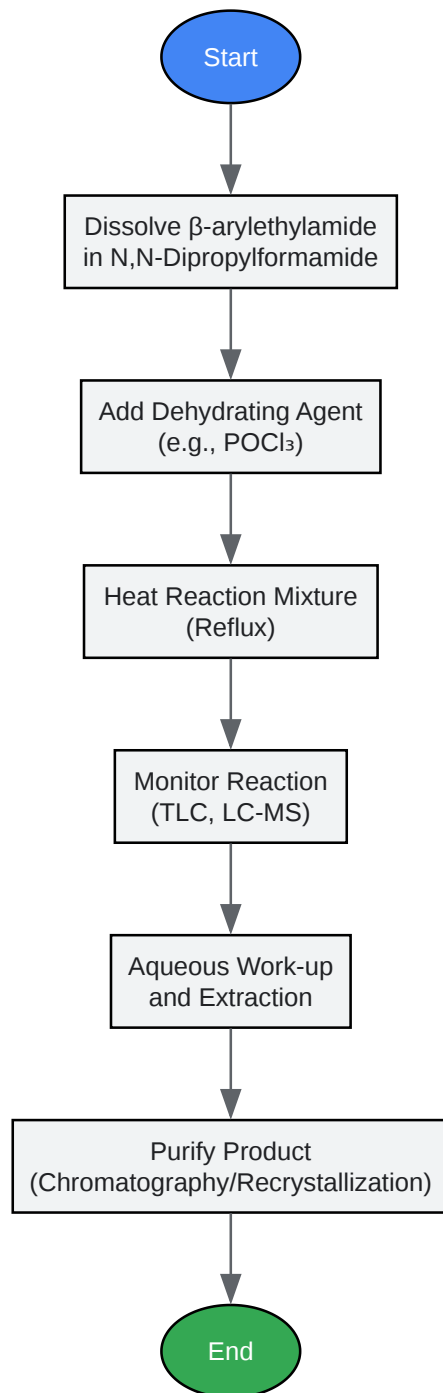 Start
Dissolve β-arylethylamide
in N,N-Dipropylformamide
Add Dehydrating Agent
(e.g., POCl₃)
Heat Reaction Mixture
(Reflux)
Monitor Reaction
(TLC, LC-MS)
Aqueous Work-up
and Extraction
Purify Product
(Chromatography/Recrystallization)
End